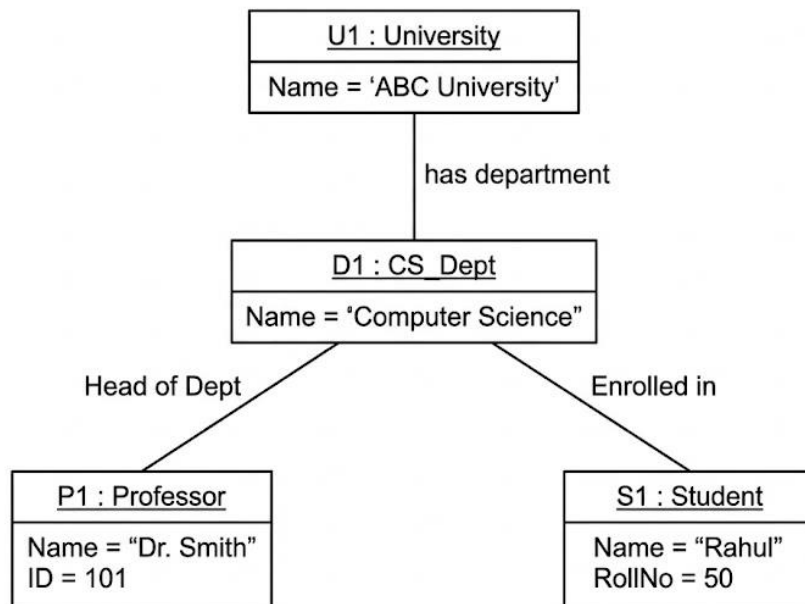 U1 : University
Name = ‘ABC University’
has department
D1 : CS_Dept
Name = ‘Computer Science”
Head of Dept
Enrolled in
P1 : Professor
Name = “Dr. Smith”
ID = 101
S1 : Student
Name = “Rahul”
RollNo = 50